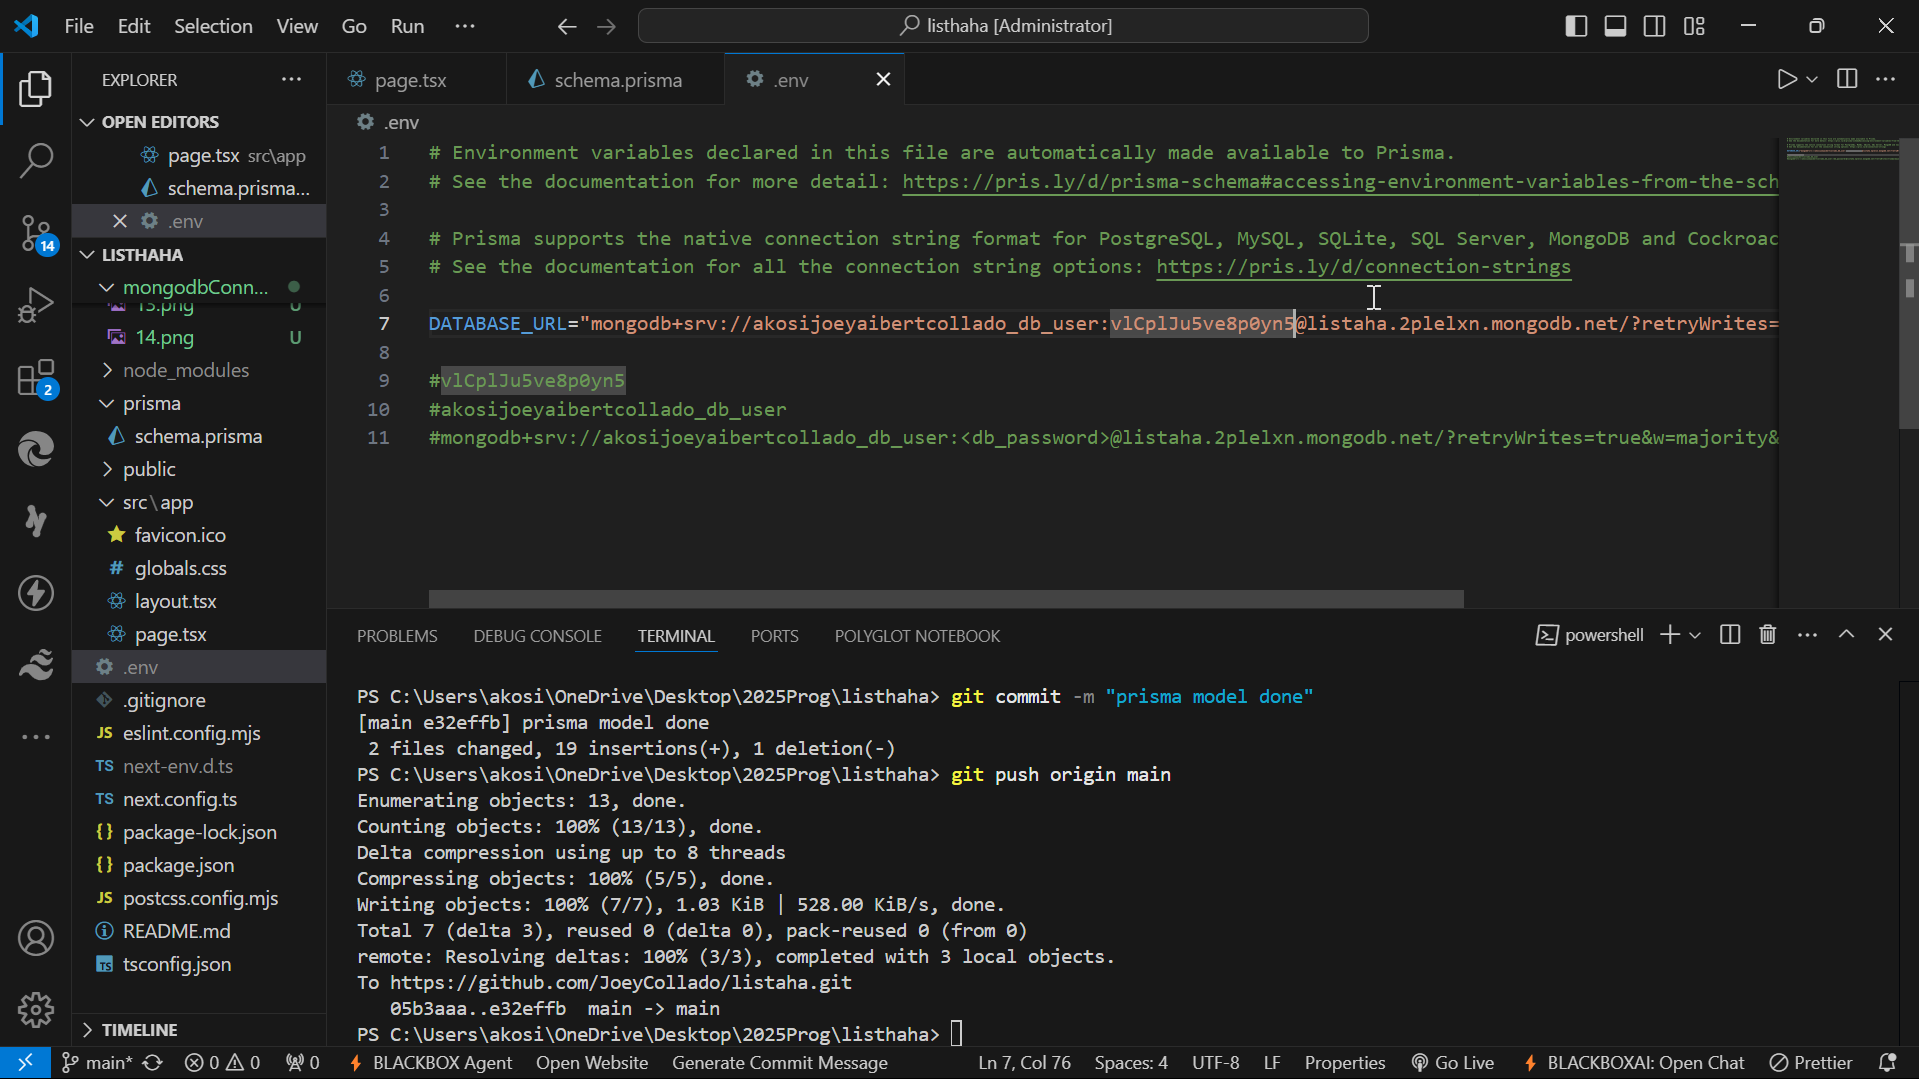 File Edit Selection View Go Run ··· listhaha [Administrator]
EXPLORER ···
OPEN EDITORS
page.tsx src\app
schema.prisma...
.env
LISTHAHA
mongodbConn...
13.png U
14.png U
node_modules
prisma
schema.prisma
public
src\app
favicon.ico
# globals.css
layout.tsx
page.tsx
.env
.gitignore
JS eslint.config.mjs
TS next-env.d.ts
TS next.config.ts
{} package-lock.json
{} package.json
JS postcss.config.mjs
README.md
TS tsconfig.json
TIMELINE
14
2
page.tsx schema.prisma .env
.env
1 # Environment variables declared in this file are automatically made available to Prisma.
2 # See the documentation for more detail: https://pris.ly/d/prisma-schema#accessing-environment-variables-from-the-sch
3
4 # Prisma supports the native connection string format for PostgreSQL, MySQL, SQLite, SQL Server, MongoDB and Cockroac
5 # See the documentation for all the connection string options: https://pris.ly/d/connection-strings
6
7 DATABASE_URL="mongodb+srv://akosijoeyaibertcollado_db_user:vlCplJu5ve8p0yn5@listaha.2plelxn.mongodb.net/?retryWrites=
8
9 #vlCplJu5ve8p0yn5
10 #akosijoeyaibertcollado_db_user
11 #mongodb+srv://akosijoeyaibertcollado_db_user:<db_password>@listaha.2plelxn.mongodb.net/?retryWrites=true&w=majority&
PROBLEMS DEBUG CONSOLE TERMINAL PORTS POLYGLOT NOTEBOOK powershell
PS C:\Users\akosi\OneDrive\Desktop\2025Prog\listhaha> git commit -m "prisma model done"
[main e32effb] prisma model done
2 files changed, 19 insertions(+), 1 deletion(-)
PS C:\Users\akosi\OneDrive\Desktop\2025Prog\listhaha> git push origin main
Enumerating objects: 13, done.
Counting objects: 100% (13/13), done.
Delta compression using up to 8 threads
Compressing objects: 100% (5/5), done.
Writing objects: 100% (7/7), 1.03 KiB | 528.00 KiB/s, done.
Total 7 (delta 3), reused 0 (delta 0), pack-reused 0 (from 0)
remote: Resolving deltas: 100% (3/3), completed with 3 local objects.
To https://github.com/JoeyCollado/listaha.git
05b3aaa..e32effb main -> main
PS C:\Users\akosi\OneDrive\Desktop\2025Prog\listhaha>
main* 0 0 0 BLACKBOX Agent Open Website Generate Commit Message Ln 7, Col 76 Spaces: 4 UTF-8 LF Properties Go Live BLACKBOXAI: Open Chat Prettier